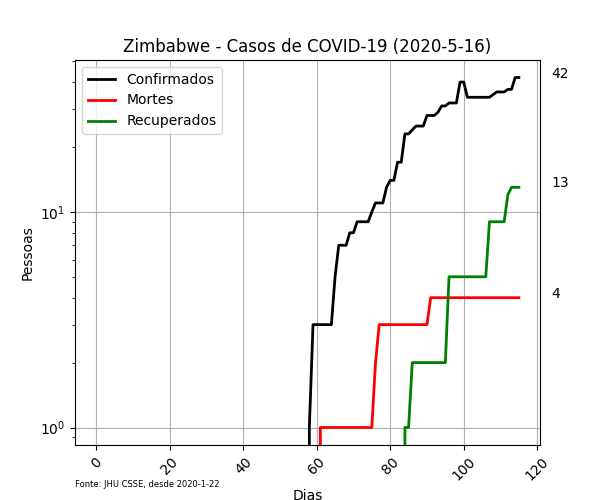 Zimbabwe - Casos de COVID-19 (2020-5-16)
Confirmados
Mortes
Recuperados
42
13
4
10¹
10⁰
Pessoas
0 20 40 60 80 100 120
Fonte: JHU CSSE, desde 2020-1-22
Dias